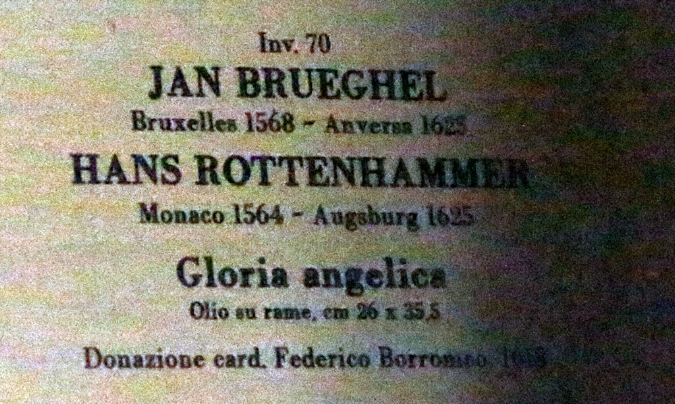 Inv. 70
JAN BRUEGHEL
Bruxelles 1568 - Anversa 1625
HANS ROTTENHAMMER
Monaco 1564 - Augsburg 1625
Gloria angelica
Olio su rame, cm 26 x 35,5
Donazione card. Federico Borromeo